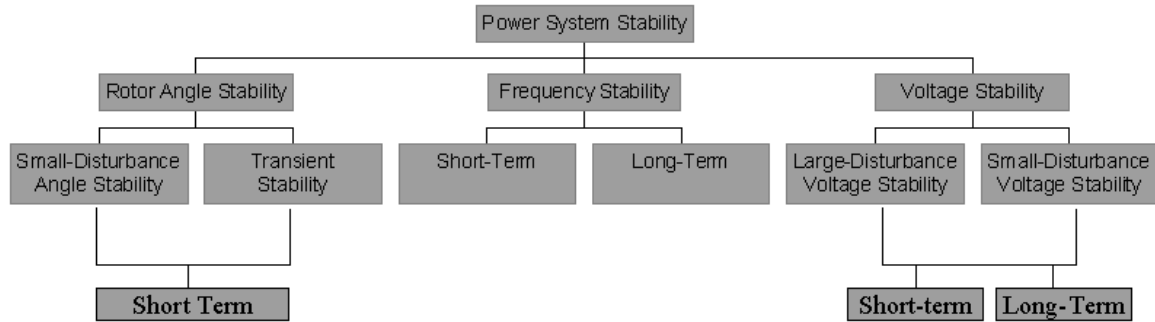 Power System Stability
Rotor Angle Stability
Frequency Stability
Voltage Stability
Small-Disturbance
Angle Stability
Transient
Stability
Short-Term
Long-Term
Large-Disturbance
Voltage Stability
Small-Disturbance
Voltage Stability
Short Term
Short-term
Long-Term